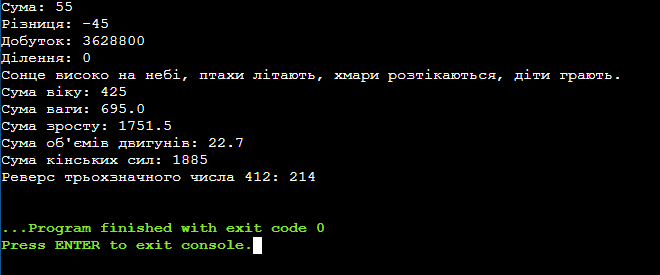 Сума: 55
Різниця: -45
Добуток: 3628800
Ділення: 0
Сонце високо на небі, птахи літають, хмари розтікаються, діти грають.
Сума віку: 425
Сума ваги: 695.0
Сума зросту: 1751.5
Сума об'ємів двигунів: 22.7
Сума кінських сил: 1885
Реверс трьохзначного числа 412: 214
...Program finished with exit code 0
Press ENTER to exit console.